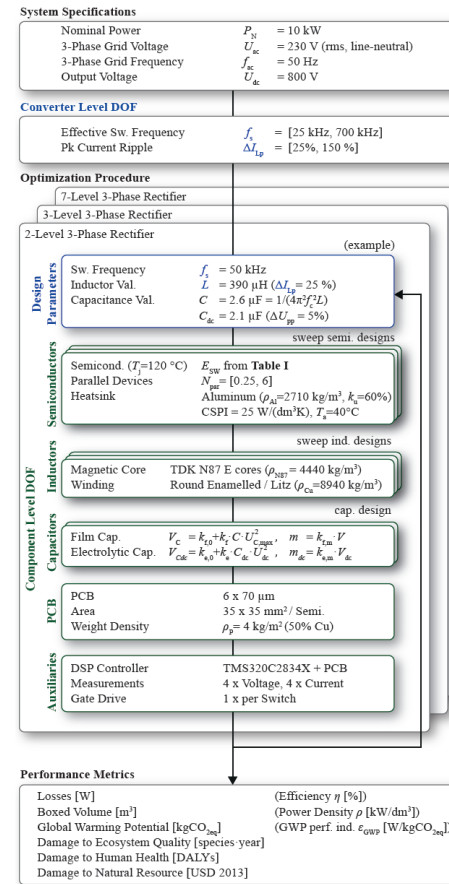 System Specifications
Nominal Power P_N = 10 kW
3-Phase Grid Voltage U_ac = 230 V (rms, line-neutral)
3-Phase Grid Frequency f_ac = 50 Hz
Output Voltage U_dc = 800 V
Converter Level DOF
Effective Sw. Frequency f_s = [25 kHz, 700 kHz]
Pk Current Ripple ΔI_Lp = [25%, 150 %]
Optimization Procedure
7-Level 3-Phase Rectifier
3-Level 3-Phase Rectifier
2-Level 3-Phase Rectifier
(example)
Design Parameters
Sw. Frequency f_s = 50 kHz
Inductor Val. L = 390 µH (ΔI_Lp = 25 %)
Capacitance Val. C = 2.6 µF = 1/(4π²f_c²L)
C_dc = 2.1 µF (ΔU_pp = 5%)
sweep semi. designs
Component Level DOF
Semiconductors
Semicond. (T_j=120 °C) E_SW from Table I
Parallel Devices N_par = [0.25, 6]
Heatsink Aluminum (ρ_Al=2710 kg/m³, k_u=60%)
CSPI = 25 W/(dm³K), T_a=40°C
sweep ind. designs
Inductors
Magnetic Core TDK N87 E cores (ρ_N87 = 4440 kg/m³)
Winding Round Enamelled / Litz (ρ_Cu=8940 kg/m³)
cap. design
Capacitors
Film Cap. V_C = k_f,0+k_f·C·U²_C,max, m = k_f,m·V
Electrolytic Cap. V_Cdc = k_e,0+k_e·C_dc·U²_dc, m_dc = k_e,m·V_dc
PCB
PCB 6 x 70 µm
Area 35 x 35 mm² / Semi.
Weight Density ρ_p= 4 kg/m² (50% Cu)
Auxiliaries
DSP Controller TMS320C2834X + PCB
Measurements 4 x Voltage, 4 x Current
Gate Drive 1 x per Switch
Performance Metrics
Losses [W] (Efficiency η [%])
Boxed Volume [m³] (Power Density ρ [kW/dm³])
Global Warming Potential [kgCO_2eq] (GWP perf. ind. ε_GWP [W/kgCO_2eq])
Damage to Ecosystem Quality [species·year]
Damage to Human Health [DALYs]
Damage to Natural Resource [USD 2013]